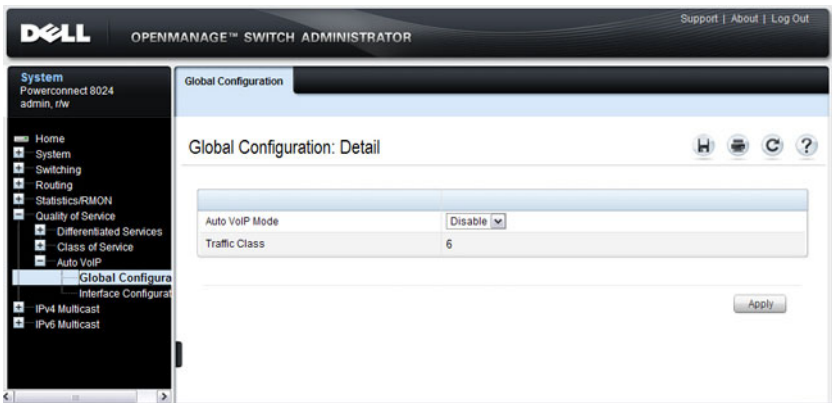 Support | About | Log Out
DELL
OPENMANAGE™ SWITCH ADMINISTRATOR
System
Powerconnect 8024
admin, r/w
Home
System
Switching
Routing
Statistics/RMON
Quality of Service
Differentiated Services
Class of Service
Auto VoIP
Global Configura
Interface Configurat
IPv4 Multicast
IPv6 Multicast
Global Configuration
Global Configuration: Detail
Auto VoIP Mode Disable
Traffic Class 6
Apply